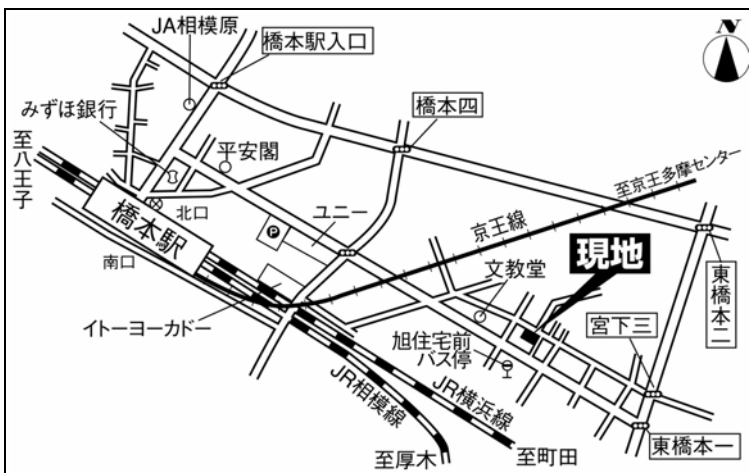 JA相模原
橋本駅入口
N
みずほ銀行
橋本四
至八王子
平安閣
至京王多摩センター
橋本駅
北口
ユニー
P
京王線
現地
南口
文教堂
東橋本二
イトーヨーカドー
宮下三
旭住宅前
バス停
JR相模線
JR横浜線
至厚木
至町田
東橋本一